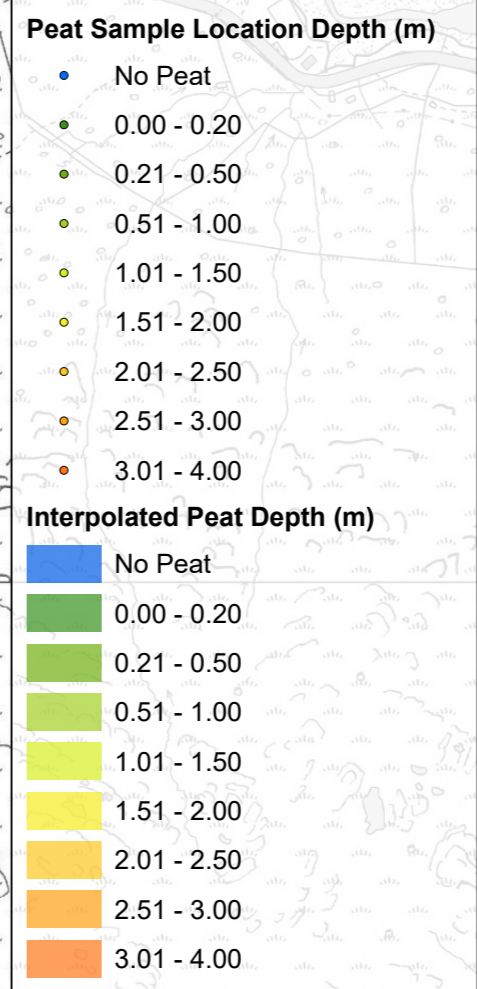 Peat Sample Location Depth (m)
No Peat
0.00 - 0.20
0.21 - 0.50
0.51 - 1.00
1.01 - 1.50
1.51 - 2.00
2.01 - 2.50
2.51 - 3.00
3.01 - 4.00
Interpolated Peat Depth (m)
No Peat
0.00 - 0.20
0.21 - 0.50
0.51 - 1.00
1.01 - 1.50
1.51 - 2.00
2.01 - 2.50
2.51 - 3.00
3.01 - 4.00